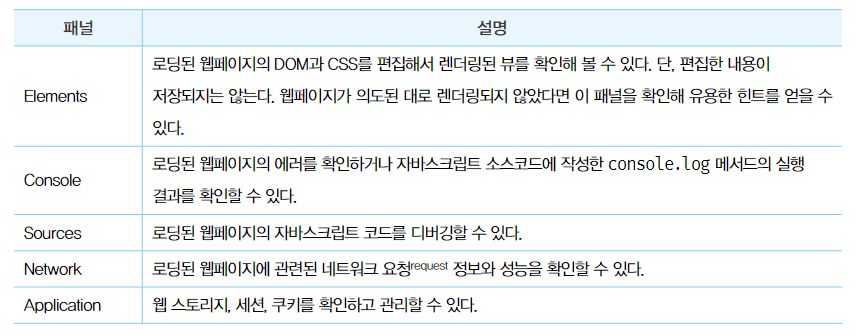 패널 설명
Elements
로딩된 웹페이지의 DOM과 CSS를 편집해서 렌더링된 뷰를 확인해 볼 수 있다. 단, 편집한 내용이
저장되지는 않는다. 웹페이지가 의도된 대로 렌더링되지 않았다면 이 패널을 확인해 유용한 힌트를 얻을 수
있다.
Console
로딩된 웹페이지의 에러를 확인하거나 자바스크립트 소스코드에 작성한 console.log 메서드의 실행
결과를 확인할 수 있다.
Sources 로딩된 웹페이지의 자바스크립트 코드를 디버깅할 수 있다.
Network 로딩된 웹페이지에 관련된 네트워크 요청request 정보와 성능을 확인할 수 있다.
Application 웹 스토리지, 세션, 쿠키를 확인하고 관리할 수 있다.